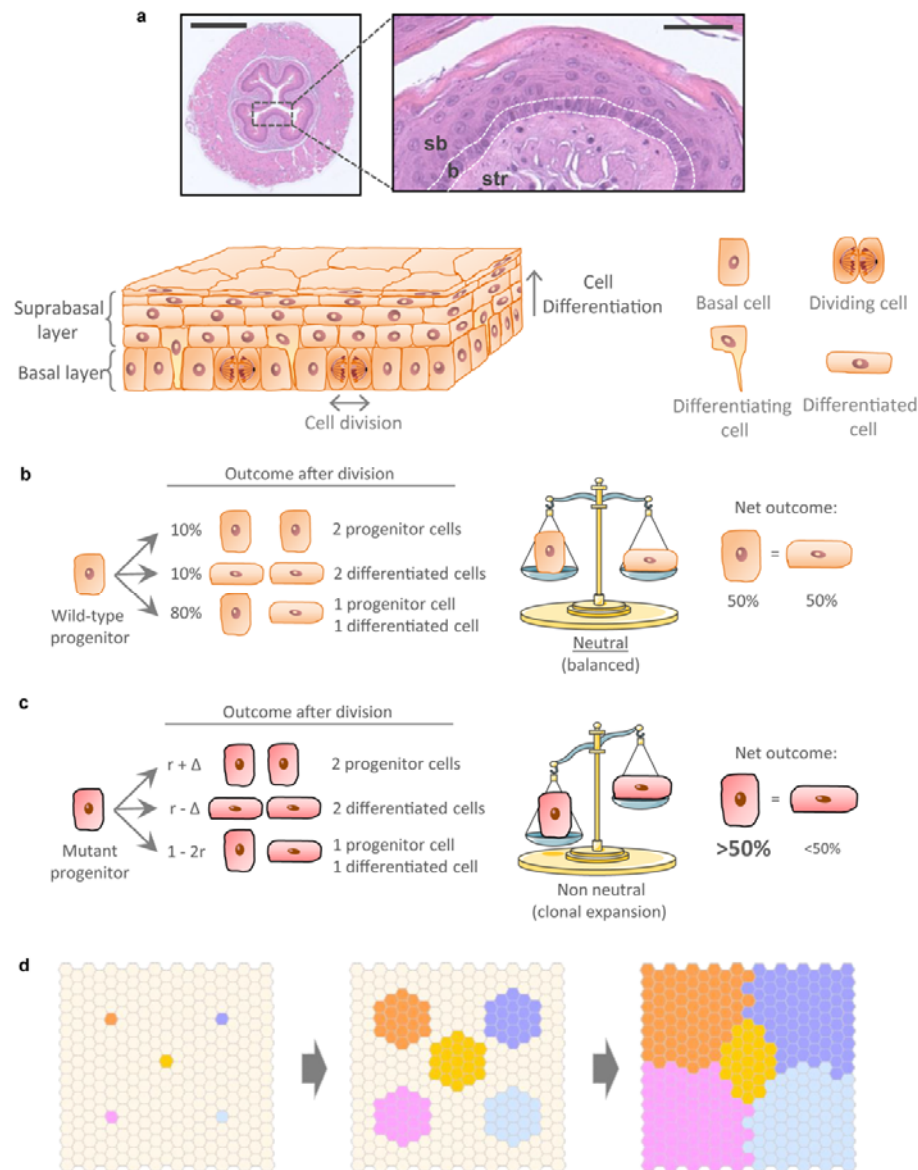 a
sb
b
str
Suprabasal
layer
Basal layer
Cell division
Cell
Differentiation
Basal cell
Dividing cell
Differentiating
cell
Differentiated
cell
b
Outcome after division
Wild-type
progenitor
10%
2 progenitor cells
10%
2 differentiated cells
80%
1 progenitor cell
1 differentiated cell
Neutral
(balanced)
Net outcome:
=
50%
50%
c
Outcome after division
Mutant
progenitor
r + Δ
2 progenitor cells
r - Δ
2 differentiated cells
1 - 2r
1 progenitor cell
1 differentiated cell
Non neutral
(clonal expansion)
Net outcome:
=
>50%
<50%
d